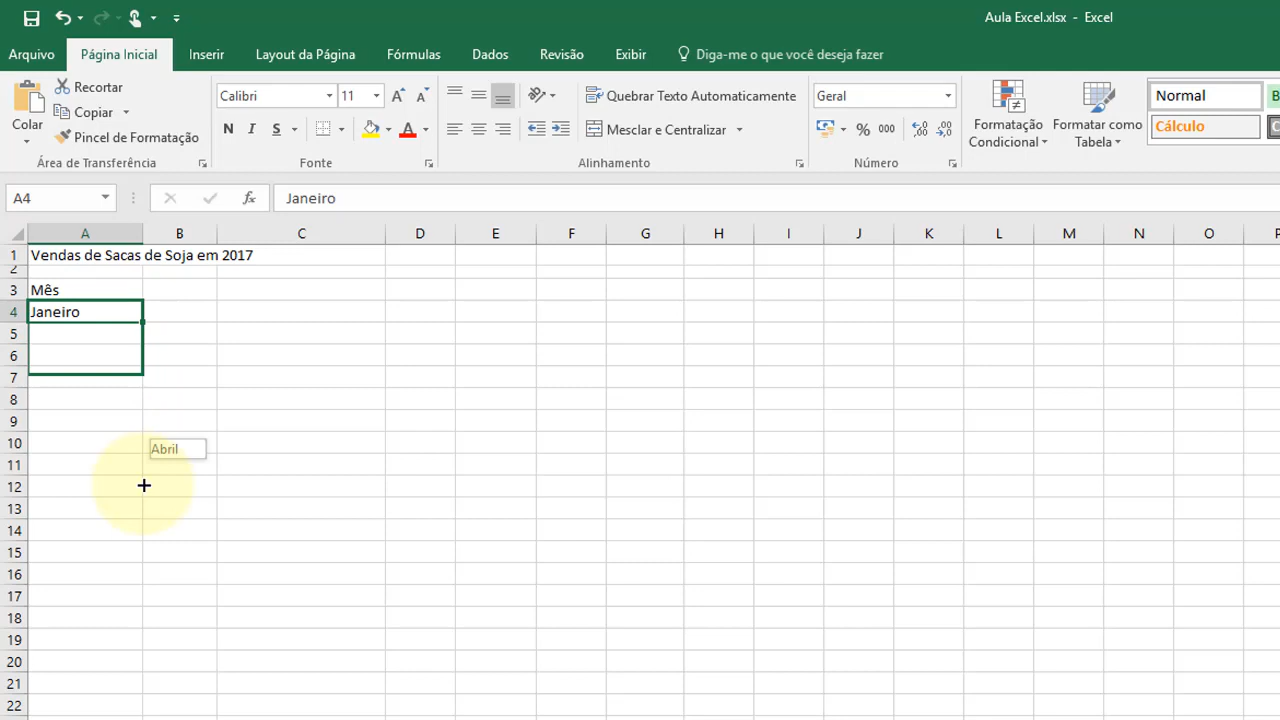 Aula Excel.xlsx - Excel
Arquivo Página Inicial Inserir Layout da Página Fórmulas Dados Revisão Exibir Diga-me o que você deseja fazer
Colar
Recortar
Copiar
Pincel de Formatação
Área de Transferência
Calibri 11
N I S A
Fonte
Quebrar Texto Automaticamente
Mesclar e Centralizar
Alinhamento
Geral
% 000
Número
Formatação Condicional
Formatar como Tabela
Normal
Cálculo
A4 fx Janeiro
A B C D E F G H I J K L M N O P
1 Vendas de Sacas de Soja em 2017
2
3 Mês
4 Janeiro
5
6
7
8
9
10 Abril
11
12
13
14
15
16
17
18
19
20
21
22